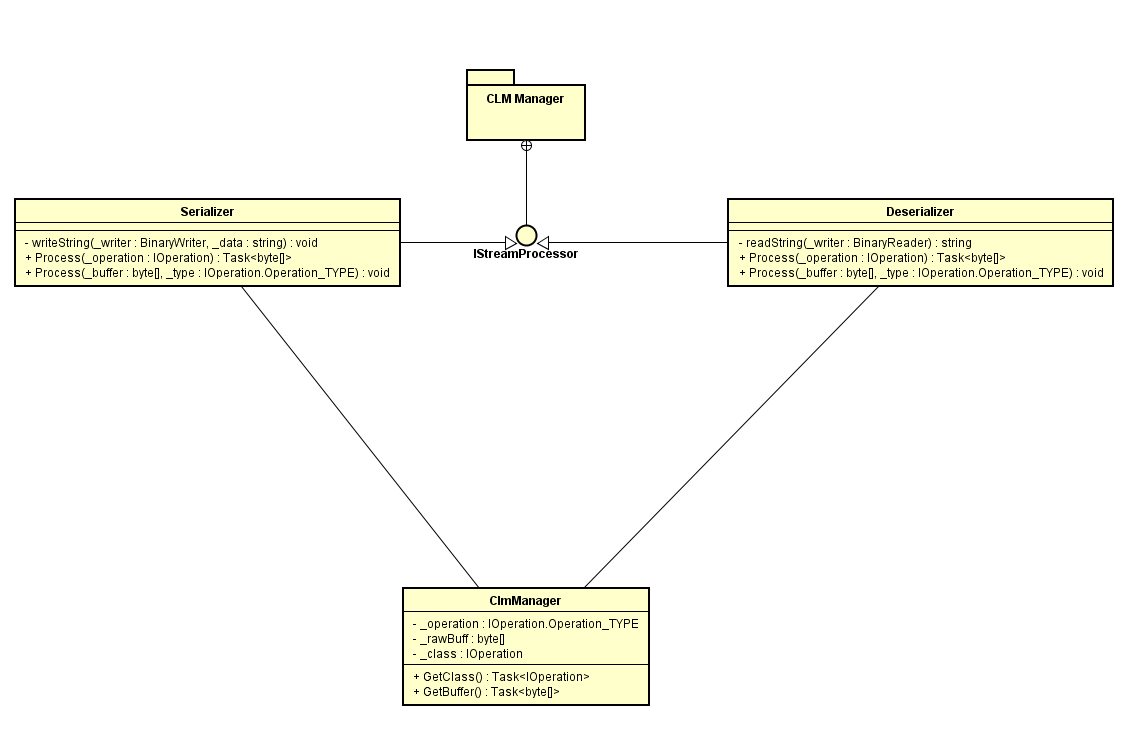 CLM Manager
Serializer
- writeString(_writer : BinaryWriter, _data : string) : void
+ Process(_operation : IOperation) : Task<byte[]>
+ Process(_buffer : byte[], _type : IOperation.Operation_TYPE) : void
IStreamProcessor
Deserializer
- readString(_writer : BinaryReader) : string
+ Process(_operation : IOperation) : Task<byte[]>
+ Process(_buffer : byte[], _type : IOperation.Operation_TYPE) : void
ClmManager
- _operation : IOperation.Operation_TYPE
- _rawBuff : byte[]
- _class : IOperation
+ GetClass() : Task<IOperation>
+ GetBuffer() : Task<byte[]>